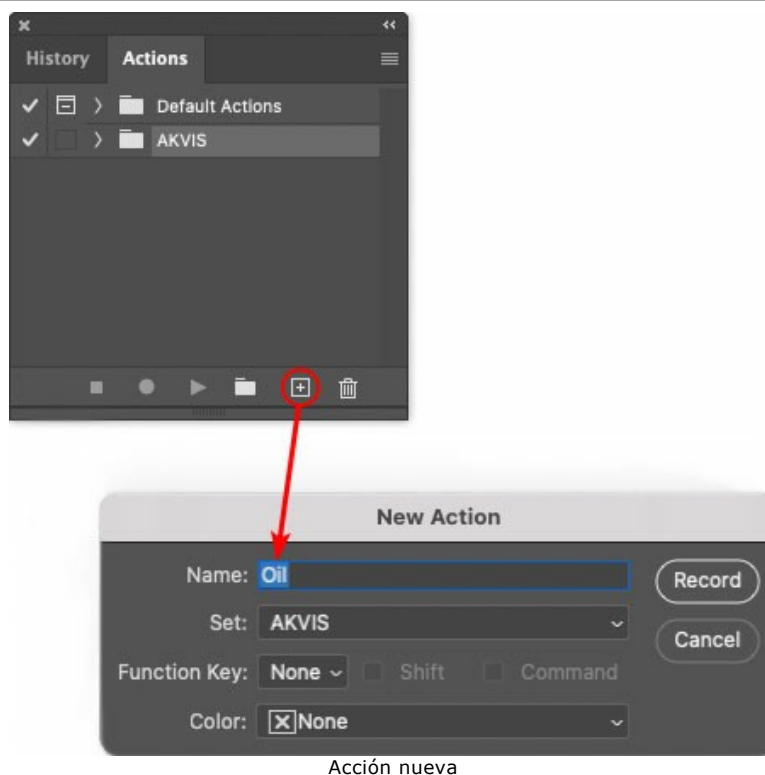 History Actions
Default Actions
AKVIS
New Action
Name: Oil Record
Set: AKVIS
Cancel
Function Key: None Shift Command
Color: None
Acción nueva